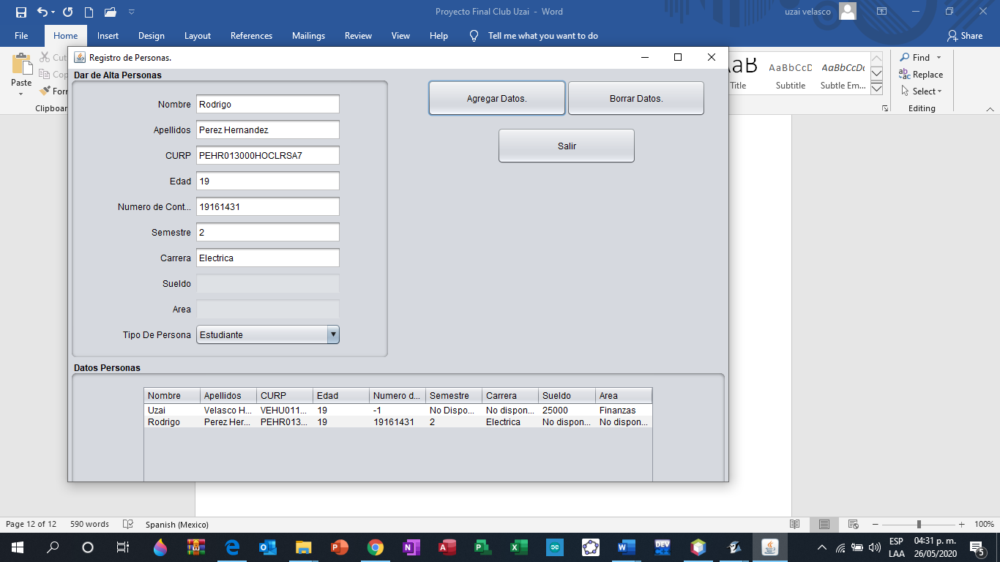 Proyecto Final Club Uzai - Word
uzai velasco
File Home Insert Design Layout References Mailings Review View Help Tell me what you want to do Share
Paste
Cut
Cop
Forn
Clipboar
Registro de Personas.
Dar de Alta Personas
Nombre Rodrigo
Apellidos Perez Hernandez
CURP PEHR013000HOCLRSA7
Edad 19
Numero de Cont... 19161431
Semestre 2
Carrera Electrica
Sueldo
Area
Tipo De Persona Estudiante
Agregar Datos. Borrar Datos.
Salir
AaB AaBbCcD AaBbCcDc
Title Subtitle Subtle Em...
Find
Replace
Select
Editing
Datos Personas
Nombre Apellidos CURP Edad Numero d... Semestre Carrera Sueldo Area
Uzai Velasco H... VEHU011... 19 -1 No Dispo... No dispon... 25000 Finanzas
Rodrigo Perez Her... PEHR013... 19 19161431 2 Electrica No dispon... No dispon...
Page 12 of 12 590 words Spanish (Mexico) 100%
ESP 04:31 p. m.
LAA 26/05/2020
5